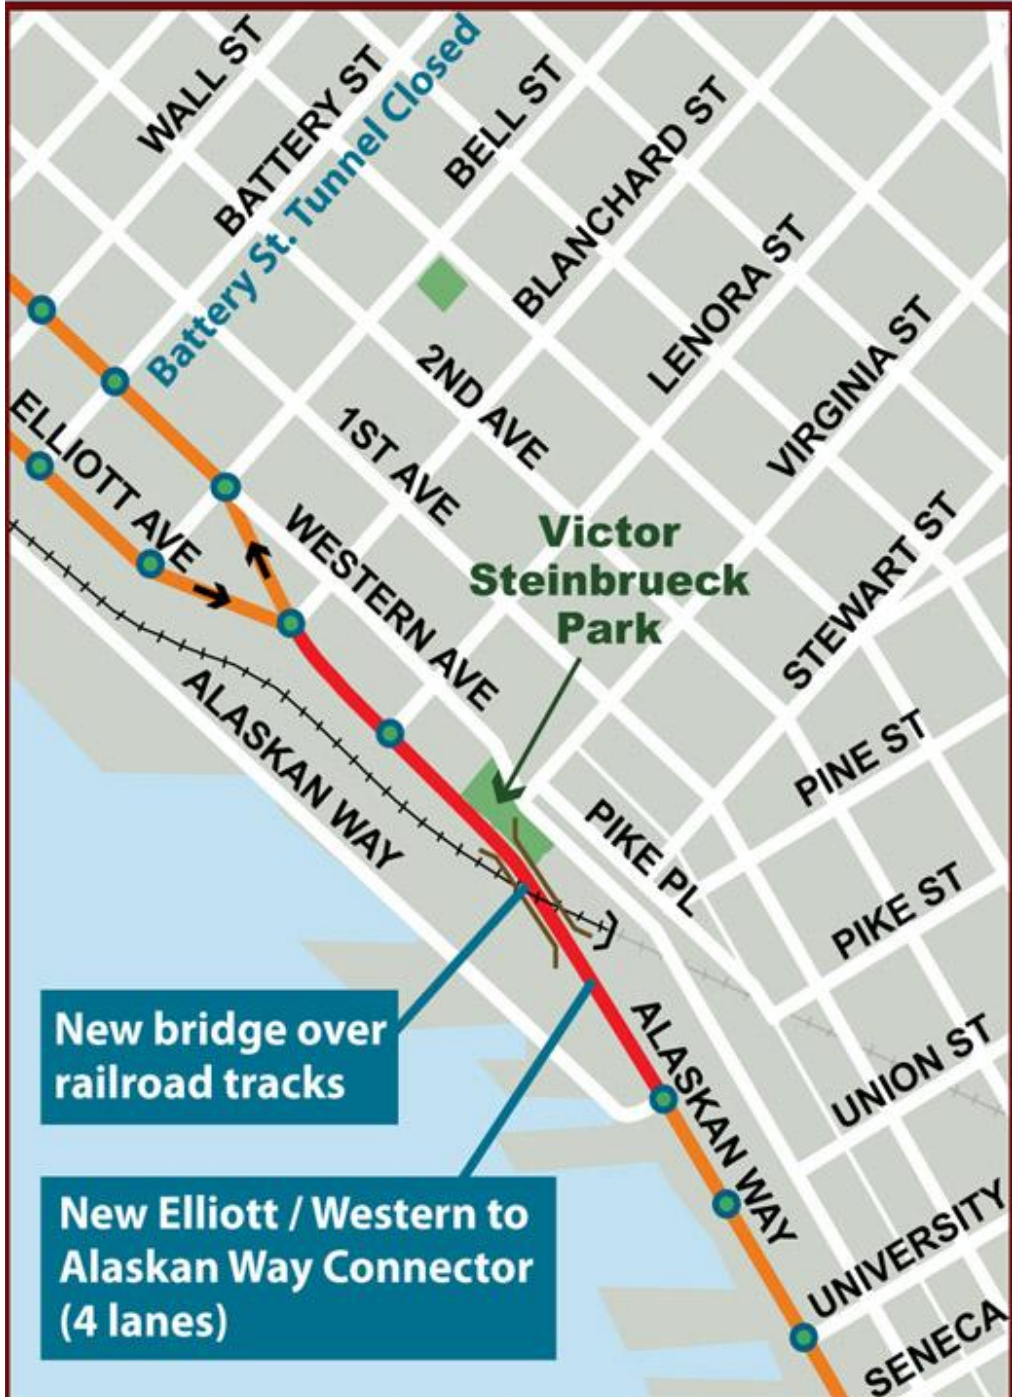 WALL ST
BATTERY ST
Battery St. Tunnel Closed
BELL ST
BLANCHARD ST
LENORA ST
VIRGINIA ST
2ND AVE
1ST AVE
ELLIOTT AVE
WESTERN AVE
Victor
Steinbrueck
Park
STEWART ST
ALASKAN WAY
PINE ST
PIKE PL
PIKE ST
New bridge over
railroad tracks
ALASKAN WAY
UNION ST
New Elliott / Western to
Alaskan Way Connector
(4 lanes)
UNIVERSITY
SENECA